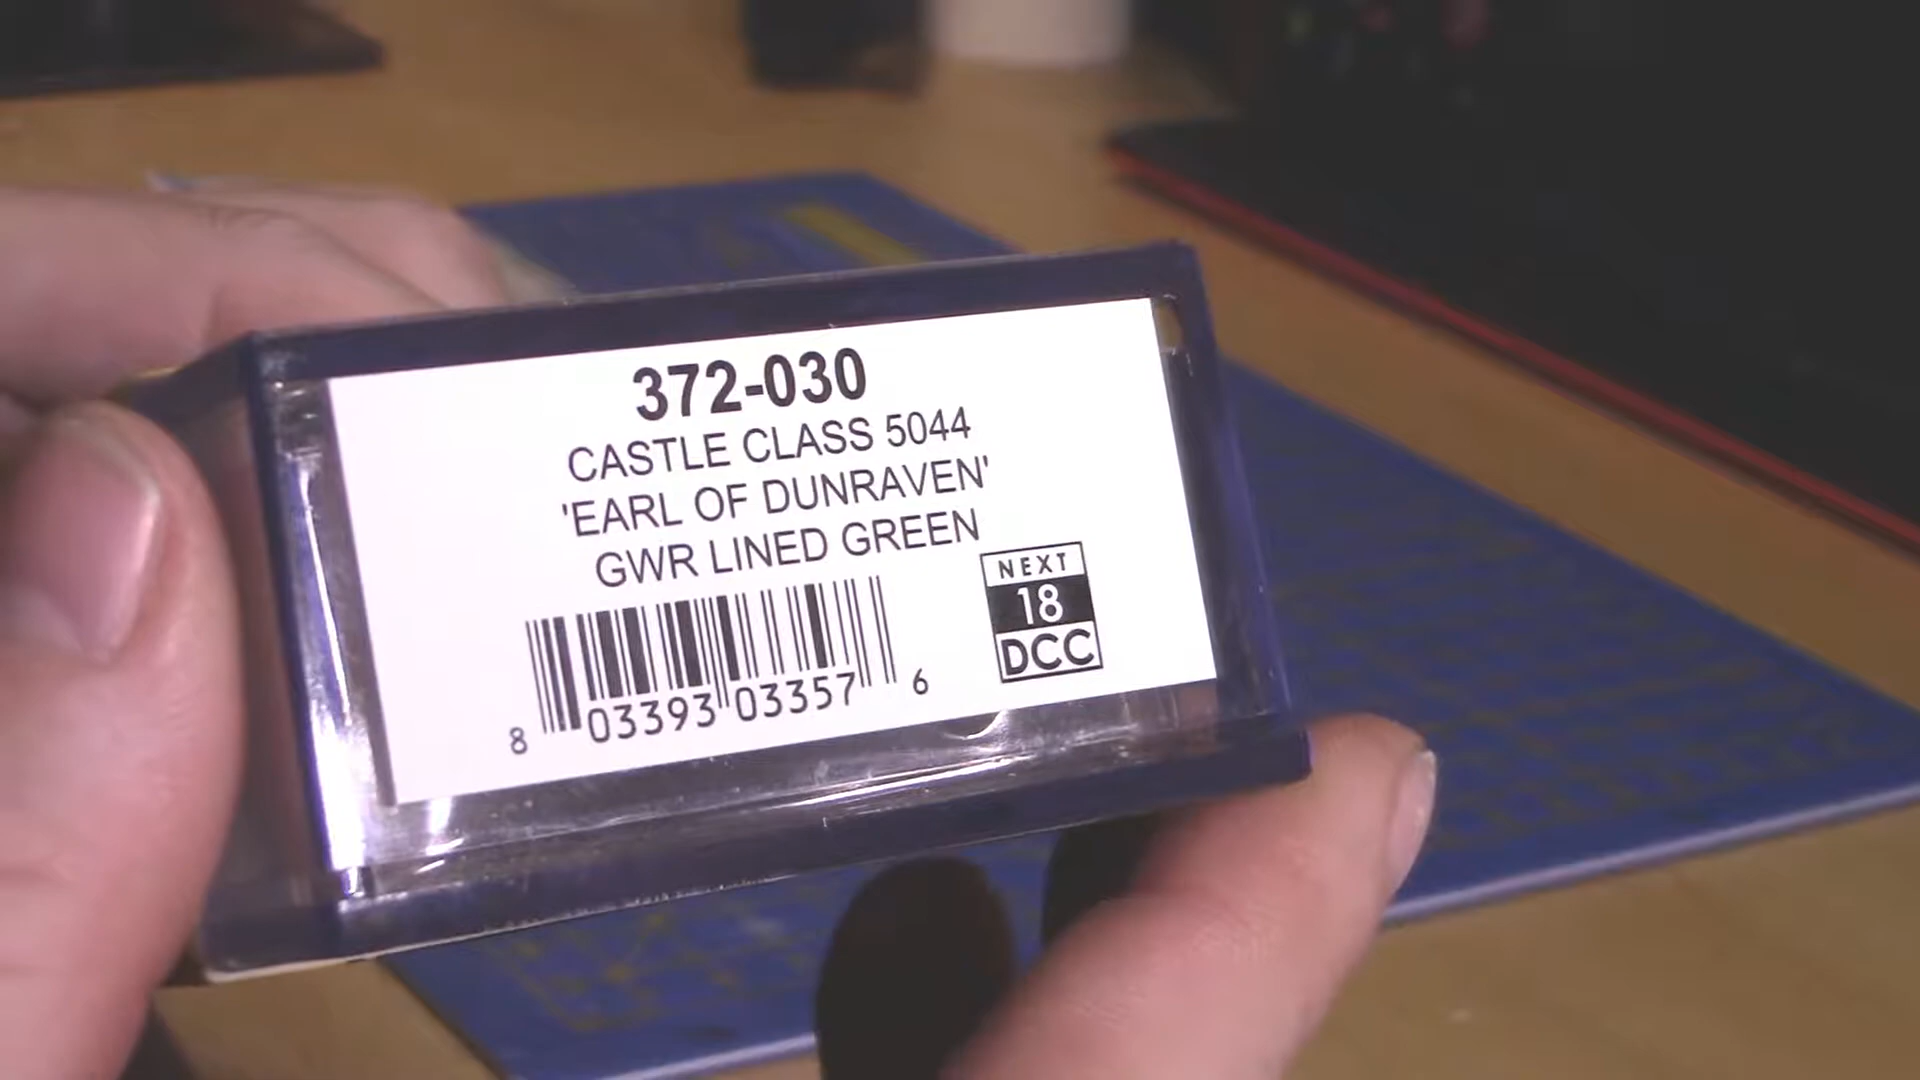 372-030
CASTLE CLASS 5044
'EARL OF DUNRAVEN'
GWR LINED GREEN
NEXT
18
DCC
8 03393 03357 6